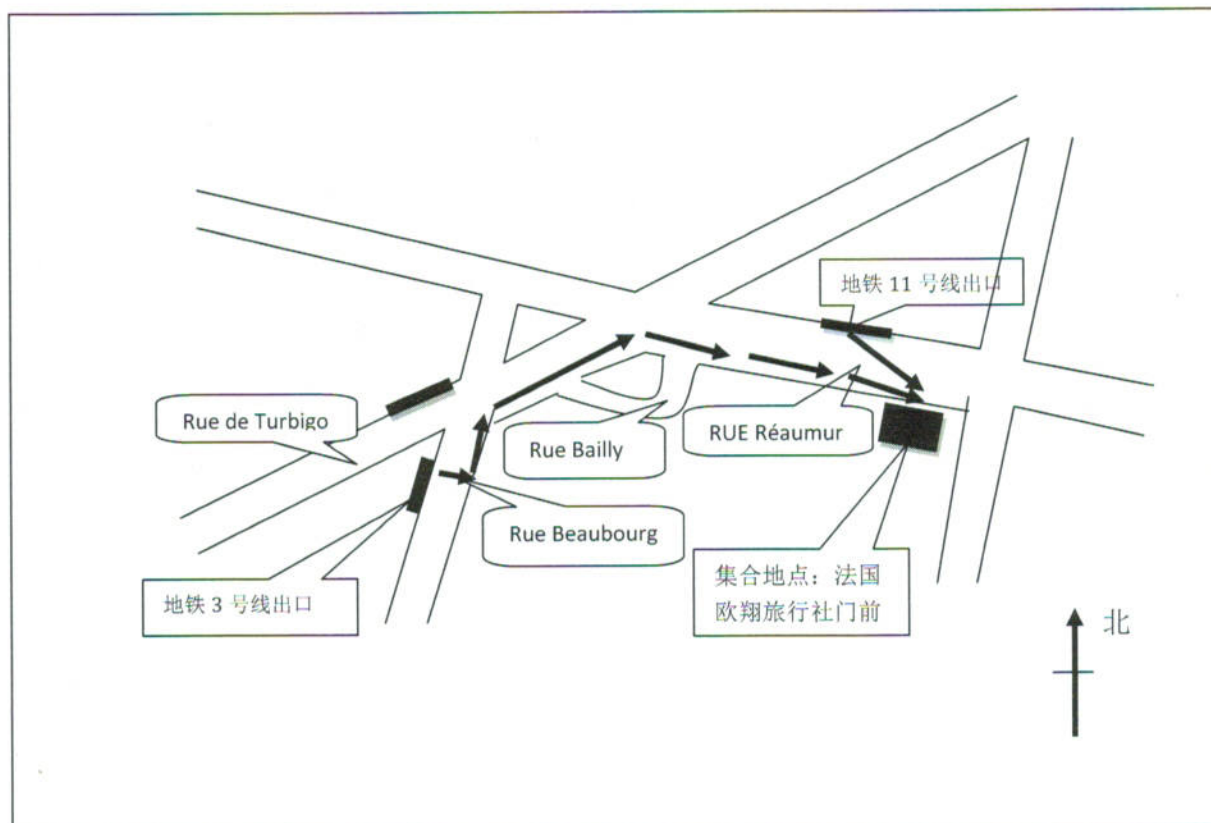 地铁 11 号线出口
Rue de Turbigo
Rue Bailly
RUE Réaumur
Rue Beaubourg
地铁 3 号线出口
集合地点：法国
欧翔旅行社门前
北